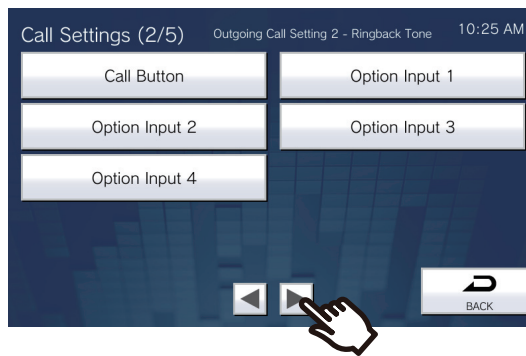 Call Settings (2/5) Outgoing Call Setting 2 - Ringback Tone 10:25 AM
Call Button Option Input 1
Option Input 2 Option Input 3
Option Input 4
BACK